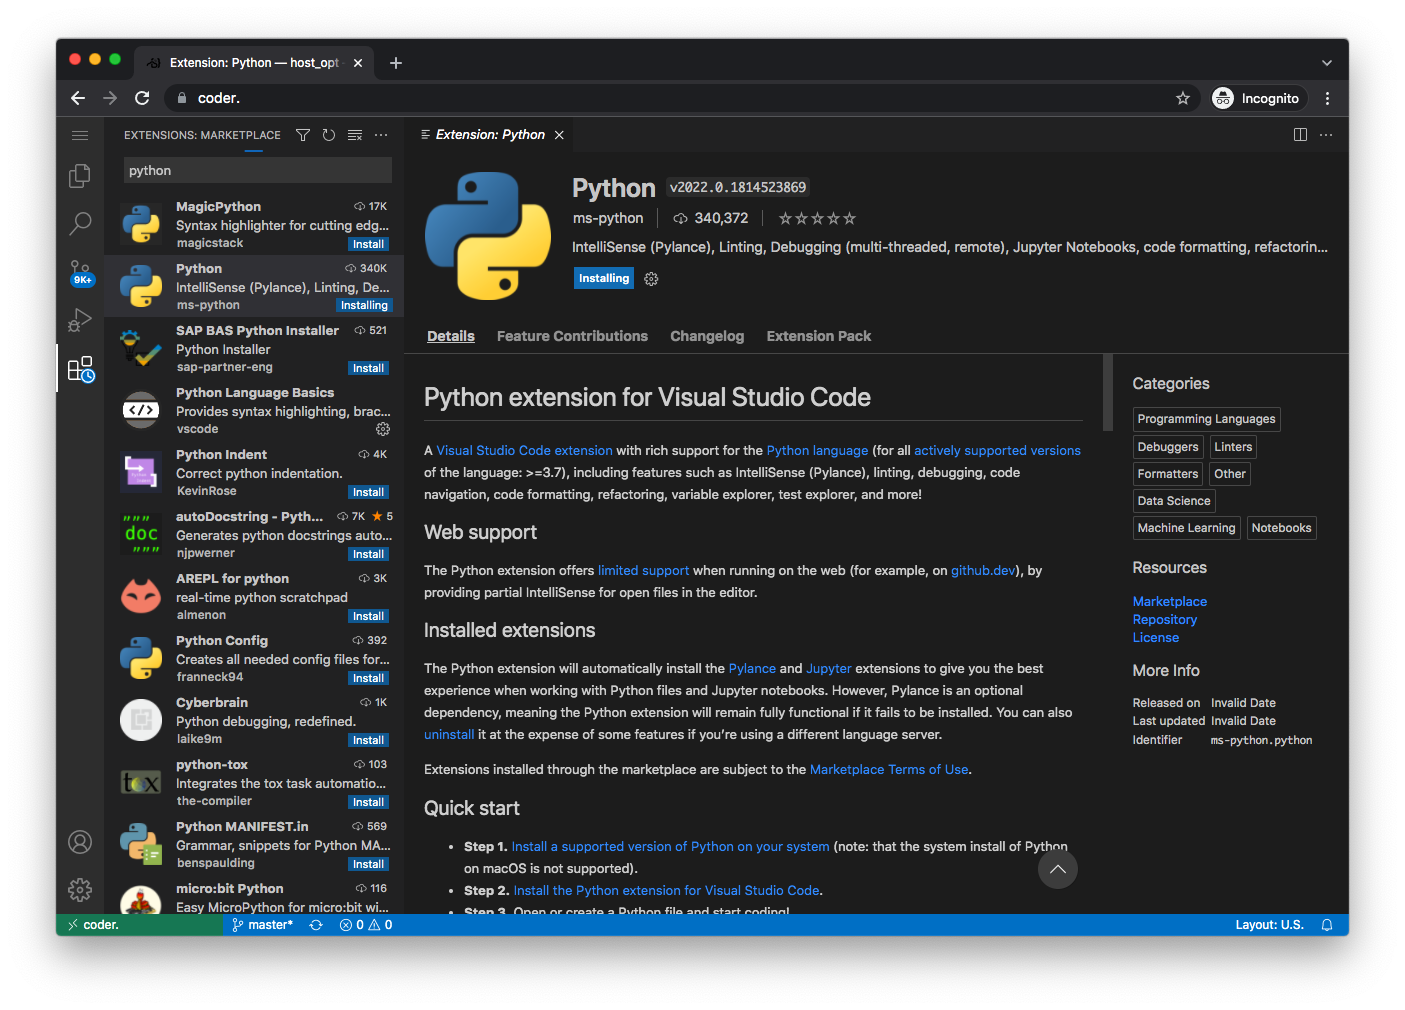 Extension: Python — host_opt
coder.
Incognito
EXTENSIONS: MARKETPLACE
python
MagicPython 17K
Syntax highlighter for cutting edg...
magicstack Install
Python 340K
IntelliSense (Pylance), Linting, De...
ms-python Installing
SAP BAS Python Installer 521
Python Installer
sap-partner-eng Install
Python Language Basics
Provides syntax highlighting, brac...
vscode
Python Indent 4K
Correct python indentation.
KevinRose Install
autoDocstring - Pyth... 7K ★ 5
Generates python docstrings auto...
njpwerner Install
"""
doc
"""
AREPL for python 3K
real-time python scratchpad
almenon Install
Python Config 392
Creates all needed config files for...
franneck94 Install
Cyberbrain 1K
Python debugging, redefined.
laike9m Install
python-tox 103
Integrates the tox task automatio...
the-compiler Install
tox
Python MANIFEST.in 569
Grammar, snippets for Python MA...
benspaulding Install
micro:bit Python 116
Easy MicroPython for micro:bit wi...
9K+
Extension: Python
Python v2022.0.1814523869
ms-python 340,372
IntelliSense (Pylance), Linting, Debugging (multi-threaded, remote), Jupyter Notebooks, code formatting, refactorin...
Installing
Details Feature Contributions Changelog Extension Pack
Python extension for Visual Studio Code
A Visual Studio Code extension with rich support for the Python language (for all actively supported versions
of the language: >=3.7), including features such as IntelliSense (Pylance), linting, debugging, code
navigation, code formatting, refactoring, variable explorer, test explorer, and more!
Web support
The Python extension offers limited support when running on the web (for example, on github.dev), by
providing partial IntelliSense for open files in the editor.
Installed extensions
The Python extension will automatically install the Pylance and Jupyter extensions to give you the best
experience when working with Python files and Jupyter notebooks. However, Pylance is an optional
dependency, meaning the Python extension will remain fully functional if it fails to be installed. You can also
uninstall it at the expense of some features if you're using a different language server.
Extensions installed through the marketplace are subject to the Marketplace Terms of Use.
Quick start
• Step 1. Install a supported version of Python on your system (note: that the system install of Python
on macOS is not supported).
• Step 2. Install the Python extension for Visual Studio Code.
• Step 3. Open or create a Python file and start coding!
Categories
Programming Languages
Debuggers Linters
Formatters Other
Data Science
Machine Learning Notebooks
Resources
Marketplace
Repository
License
More Info
Released on Invalid Date
Last updated Invalid Date
Identifier ms-python.python
coder. master* 0 0 Layout: U.S.